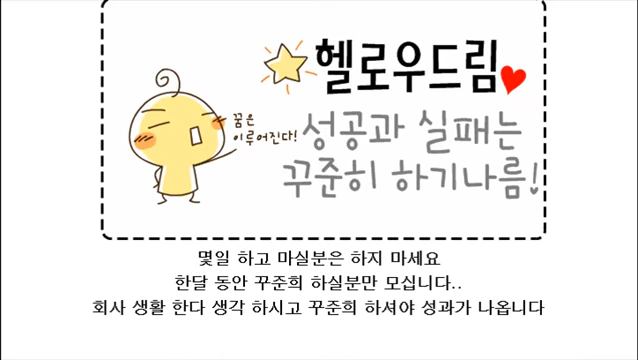 헬로우드림
꿈은
이루어진다!
성공과 실패는
꾸준히 하기나름!
몇일 하고 마실분은 하지 마세요
한달 동안 꾸준희 하실분만 모십니다..
회사 생활 한다 생각 하시고 꾸준희 하셔야 성과가 나옵니다